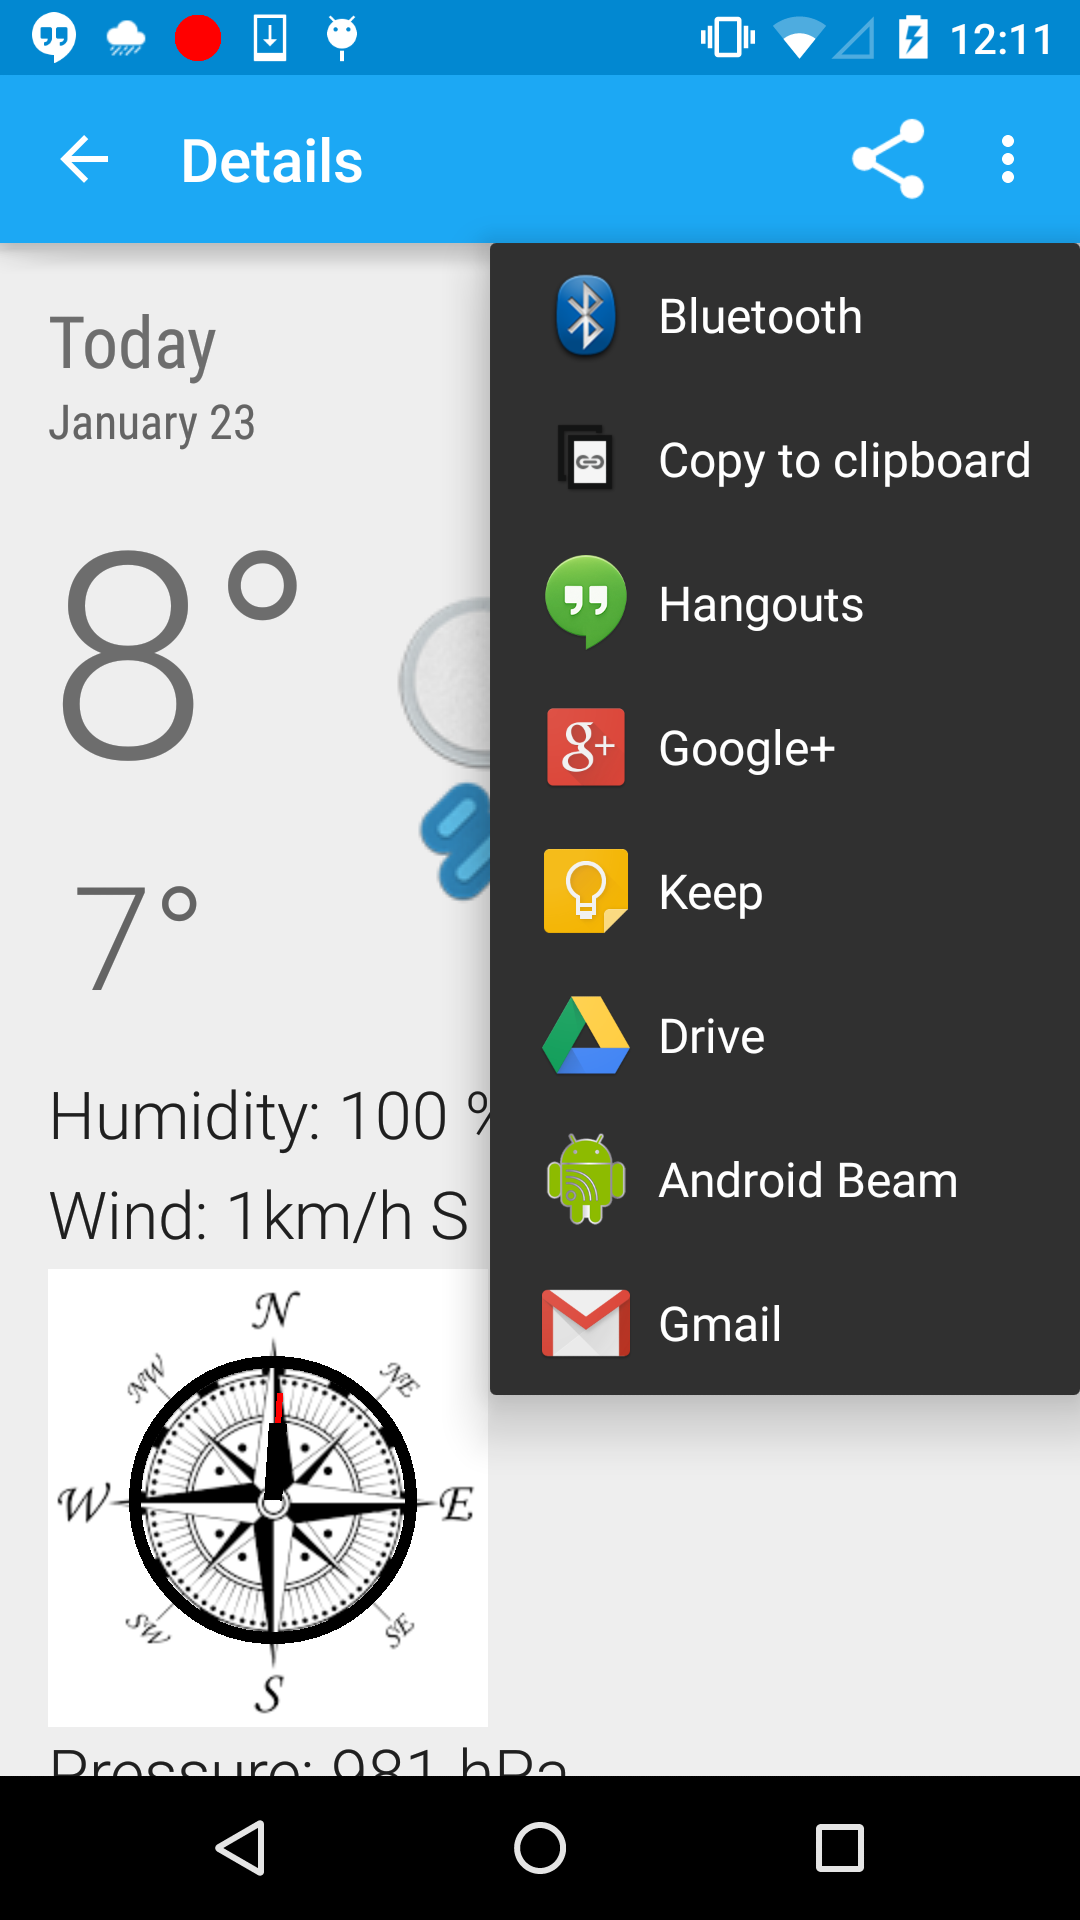 12:11
Details
Today
January 23
8°
7°
Humidity: 100 %
Wind: 1km/h S
N
NW
NE
W
E
SW
SE
S
Pressure: 981 hPa
Bluetooth
Copy to clipboard
Hangouts
g+
Google+
Keep
Drive
Android Beam
Gmail